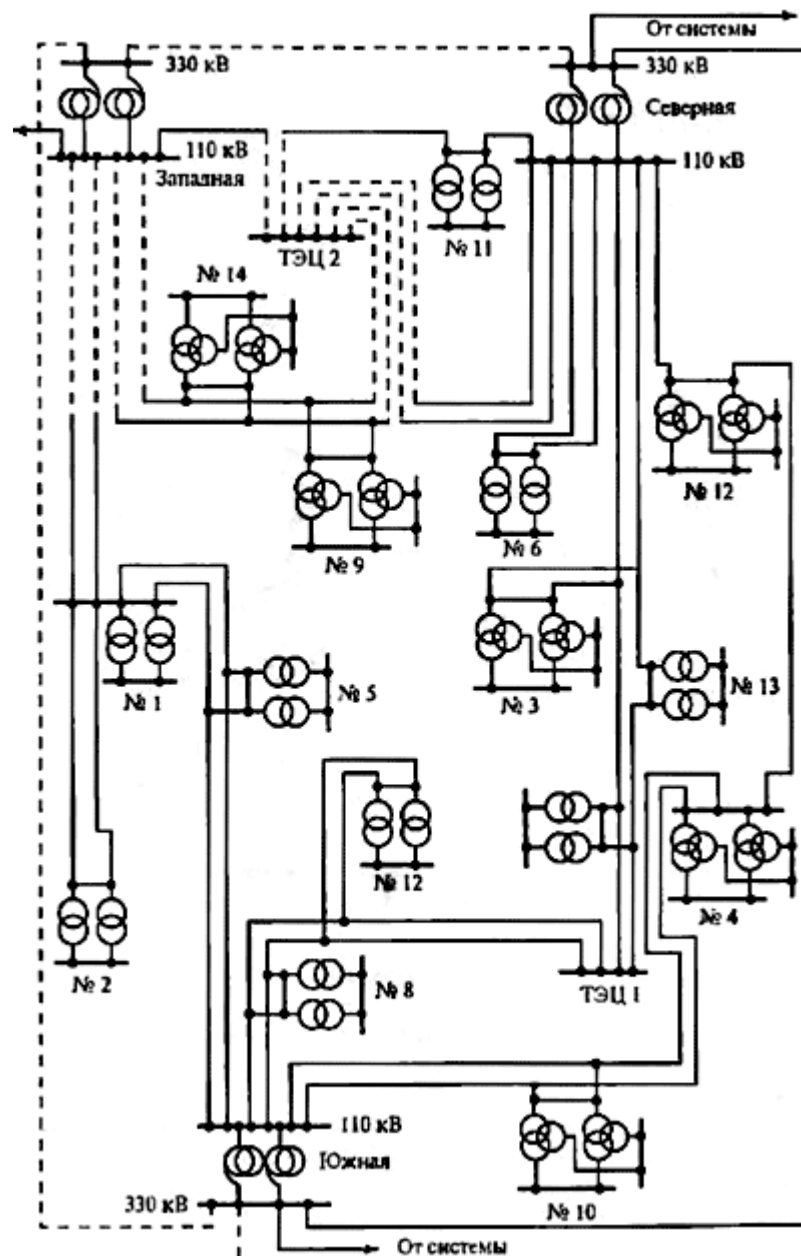 От системы
330 кВ
330 кВ
Северная
110 кВ
Западная
110 кВ
ТЭЦ 2
№ 11
№ 14
№ 12
№ 9
№ 6
№ 1
№ 5
№ 3
№ 13
№ 12
№ 4
№ 2
№ 8
ТЭЦ 1
110 кВ
Южная
330 кВ
№ 10
От системы